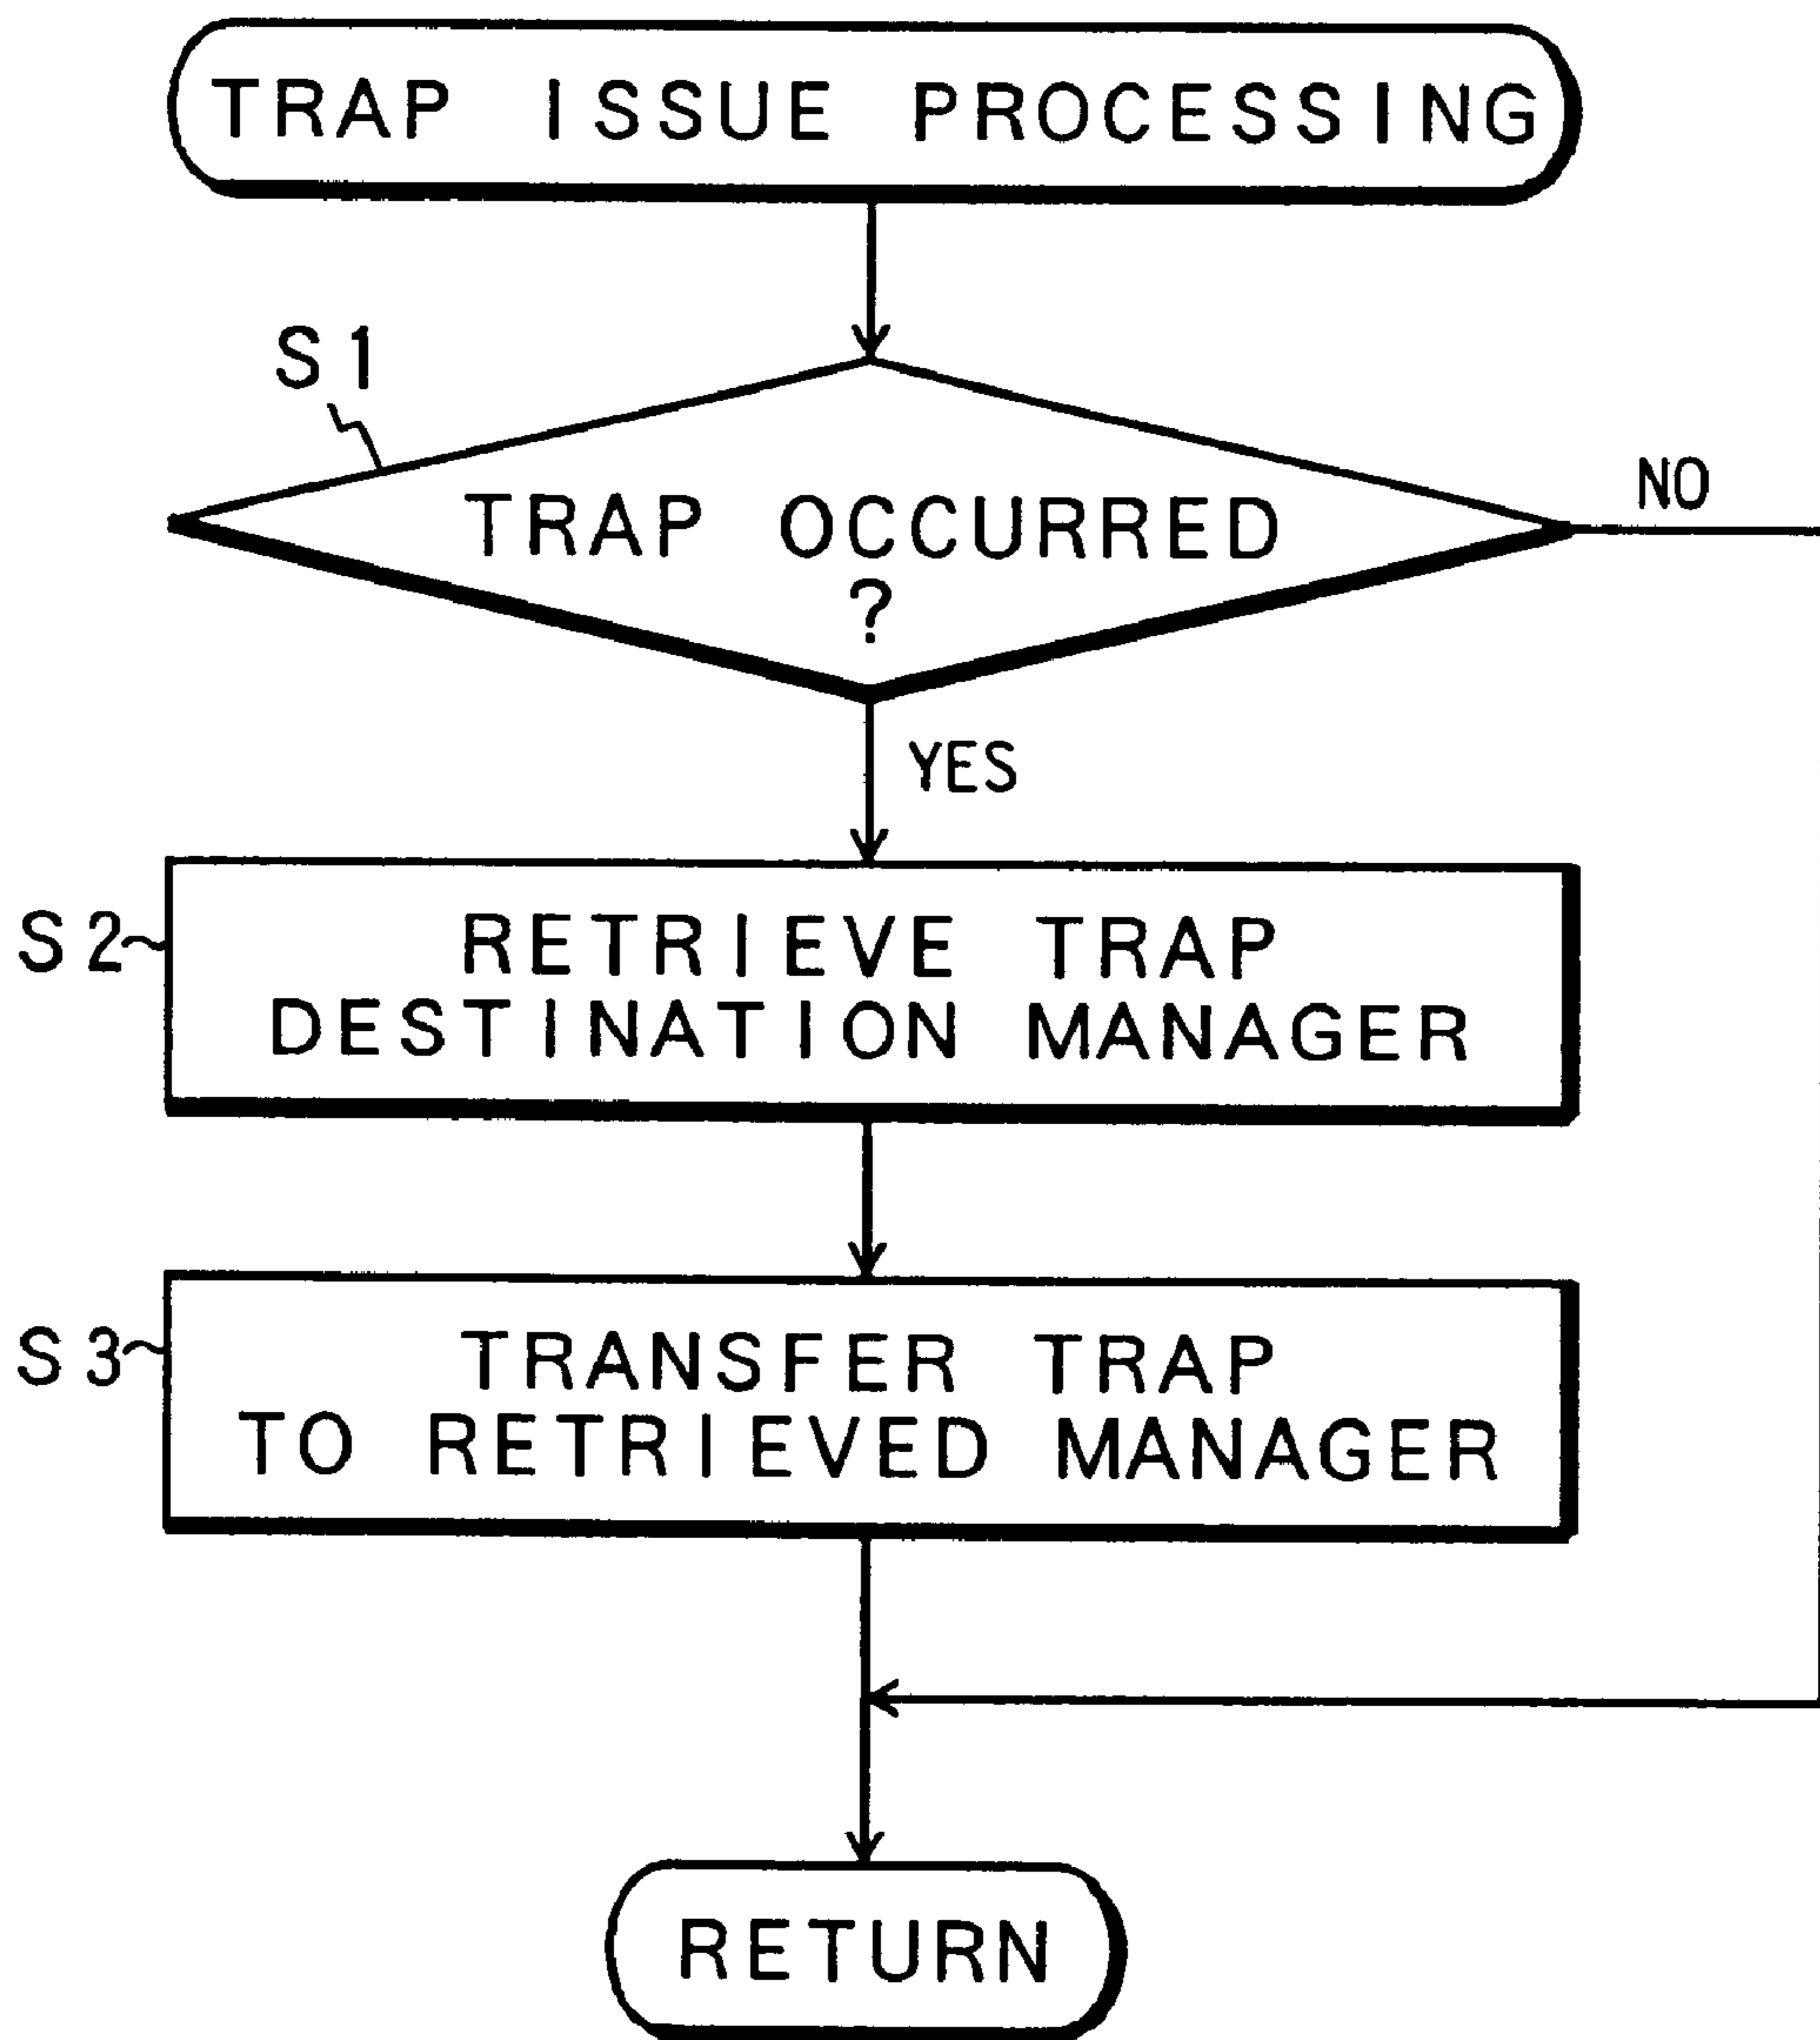 TRAP ISSUE PROCESSING
S1
TRAP OCCURRED
?
NO
YES
S2
RETRIEVE TRAP
DESTINATION MANAGER
S3
TRANSFER TRAP
TO RETRIEVED MANAGER
RETURN